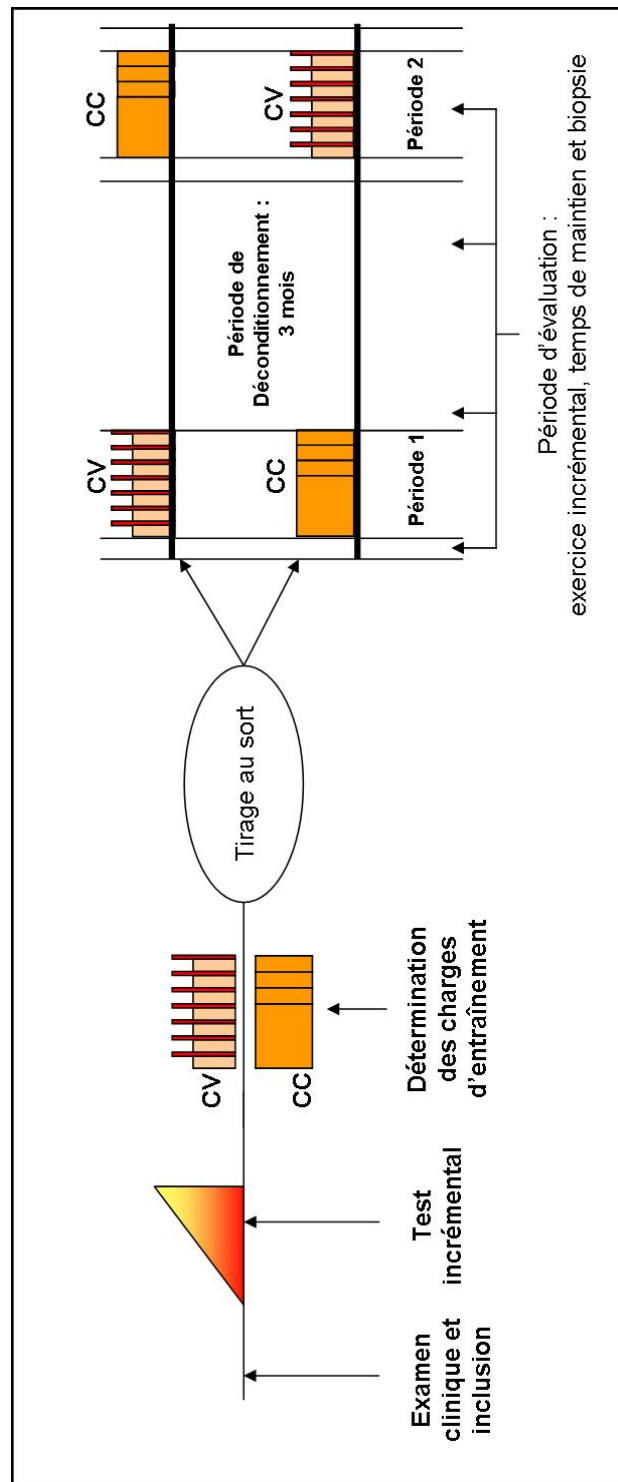 Examen
clinique et
inclusion
Test
incrémental
CV
CC
Détermination
des charges
d'entraînement
Tirage au sort
CV
CC
Période 1
Période de
Déconditionnement :
3 mois
CC
CV
Période 2
Période d'évaluation :
exercice incrémental, temps de maintien et biopsie